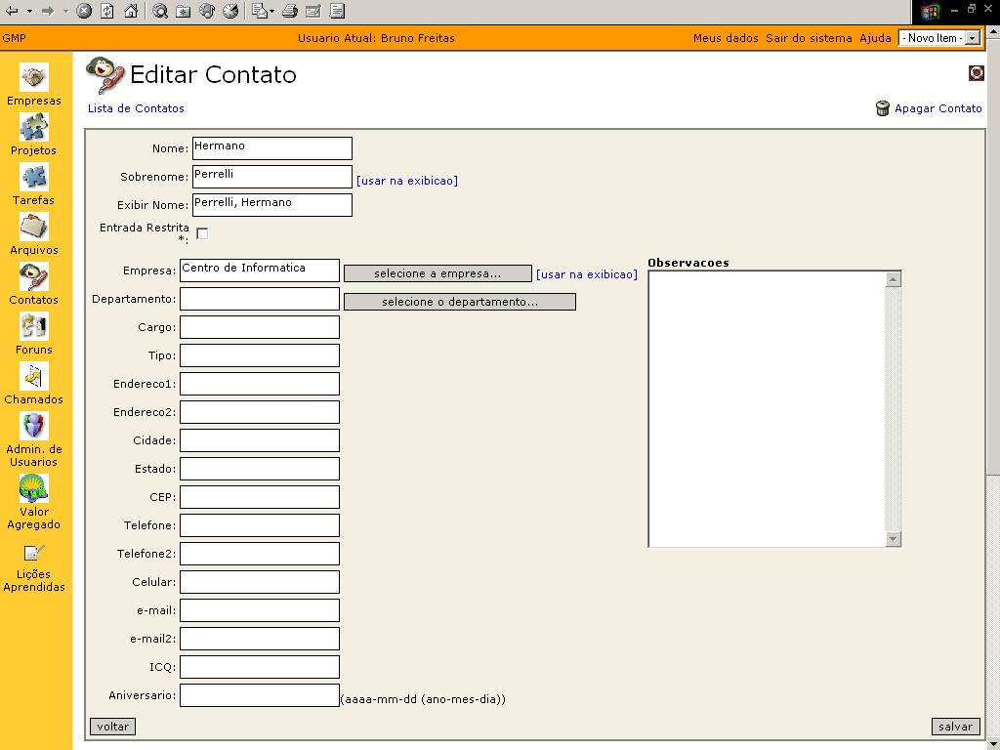 GMP Usuario Atual: Bruno Freitas Meus dados Sair do sistema Ajuda - Novo Item -
Editar Contato
Lista de Contatos Apagar Contato
Empresas
Projetos
Tarefas
Arquivos
Contatos
Foruns
Chamados
Admin. de
Usuarios
Valor
Agregado
Lições
Aprendidas
Nome: Hermano
Sobrenome: Perrelli [usar na exibicao]
Exibir Nome: Perrelli, Hermano
Entrada Restrita
*:
Empresa: Centro de Informatica selecione a empresa... [usar na exibicao]
Departamento: selecione o departamento...
Cargo:
Tipo:
Endereco1:
Endereco2:
Cidade:
Estado:
CEP:
Telefone:
Telefone2:
Celular:
e-mail:
e-mail2:
ICQ:
Aniversario: (aaaa-mm-dd (ano-mes-dia))
Observacoes
voltar salvar